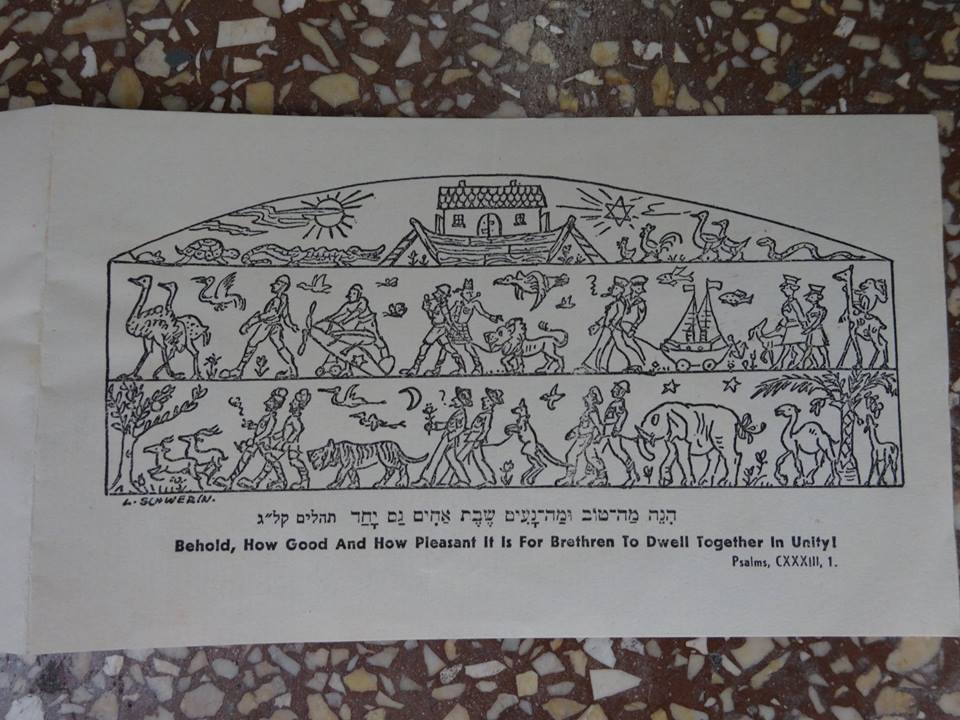 L. SCHWERIN.
הִנֵּה מַה־טּוֹב וּמַה־נָּעִים שֶׁבֶת אַחִים גַּם יָחַד תהלים קל״ג
Behold, How Good And How Pleasant It Is For Brethren To Dwell Together In Unity!
Psalms, CXXXIII, 1.